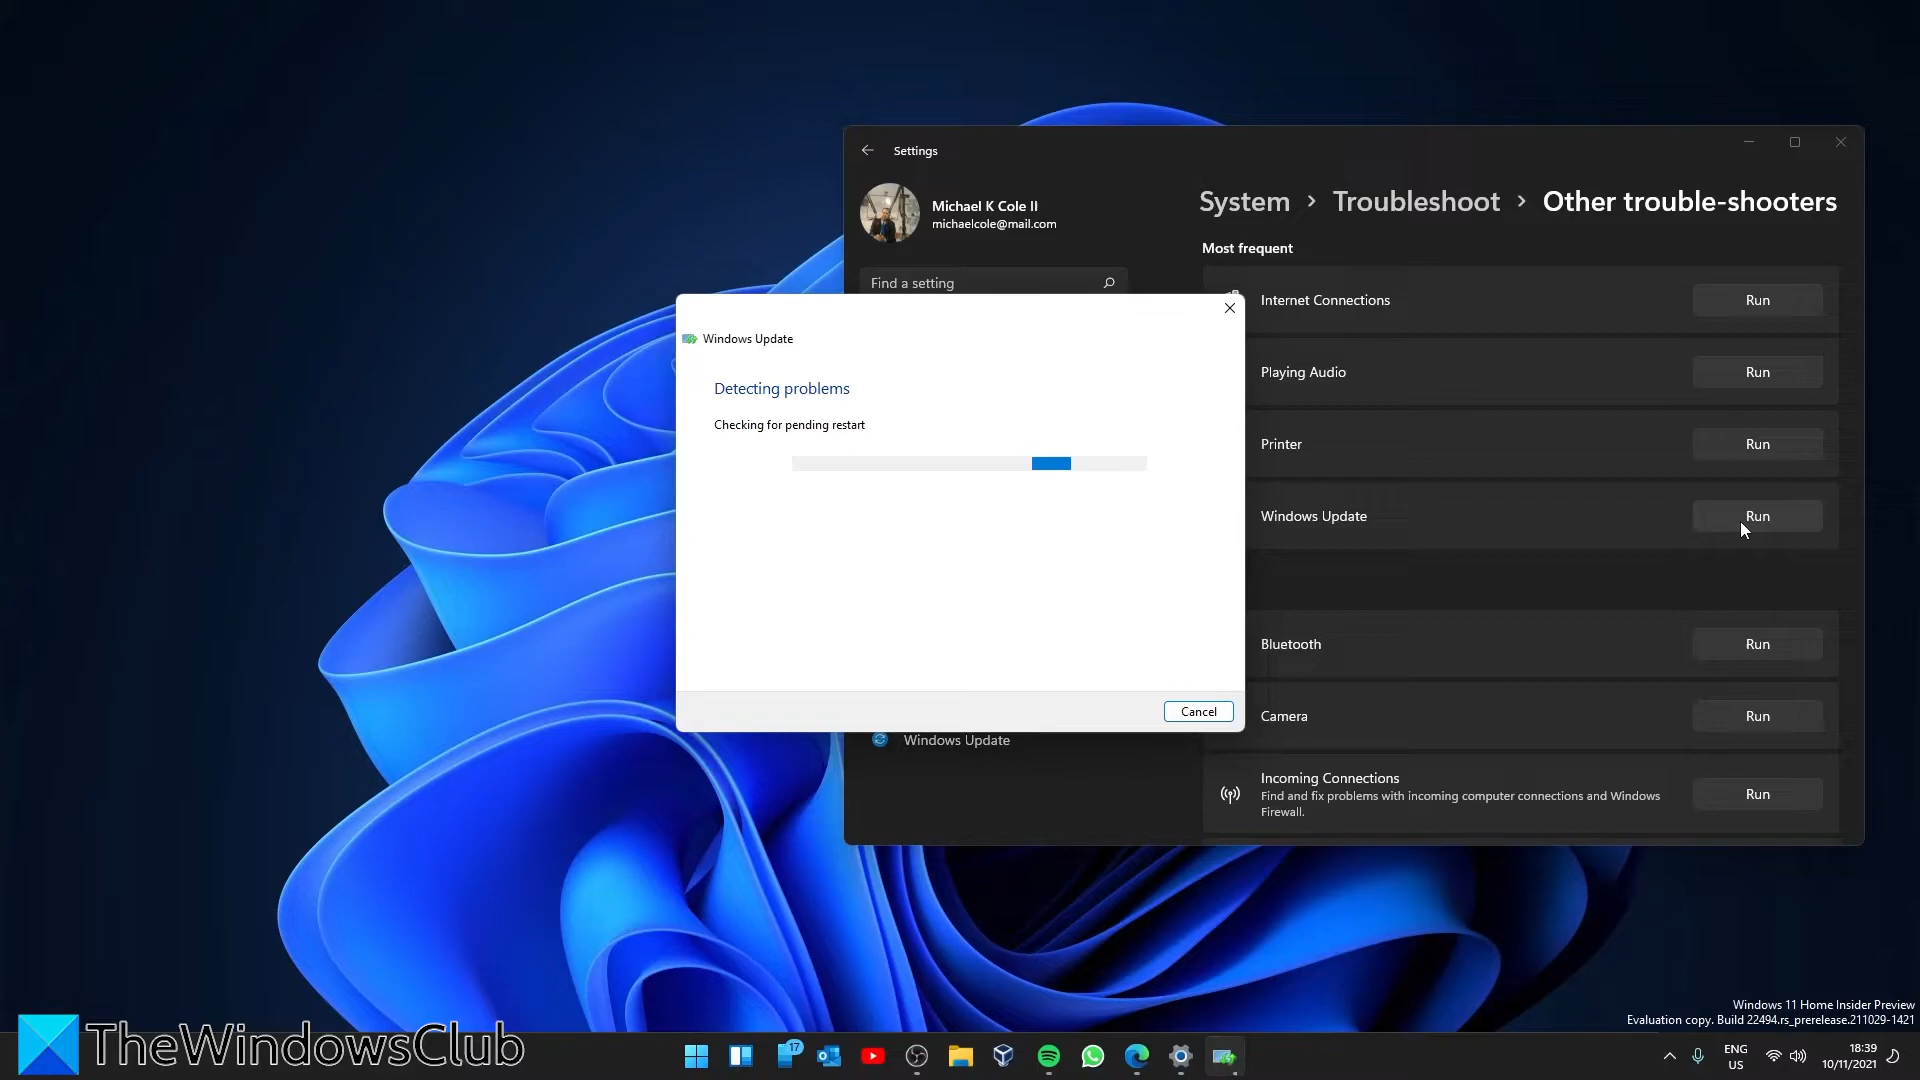 Settings
Michael K Cole II
michaelcole@mail.com
Find a setting
System > Troubleshoot > Other trouble-shooters
Most frequent
Internet Connections Run
Playing Audio Run
Printer Run
Windows Update Run
Bluetooth Run
Camera Run
Incoming Connections
Find and fix problems with incoming computer connections and Windows
Firewall.
Run
Windows Update
Windows Update
Detecting problems
Checking for pending restart
Cancel
Windows 11 Home Insider Preview
Evaluation copy. Build 22494.rs_prerelease.211029-1421
TheWindowsClub
17
ENG
US
18:39
10/11/2021